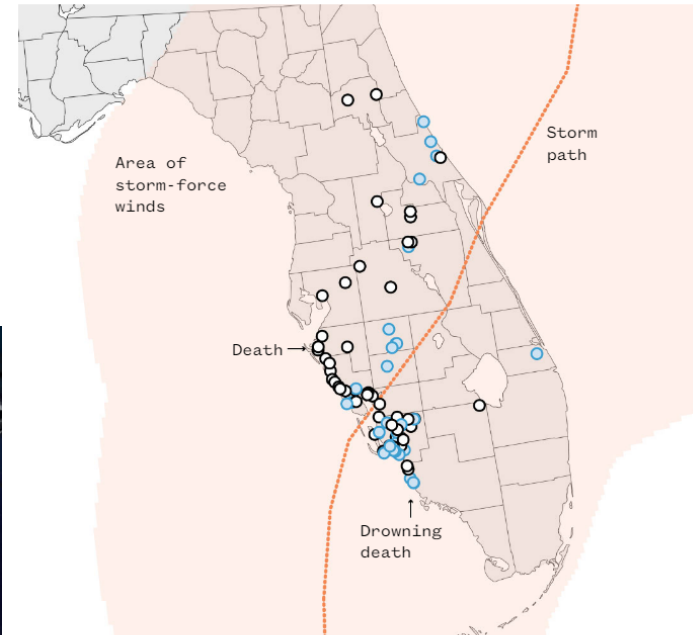 Area of
storm-force
winds
Storm
path
Death
Drowning
death